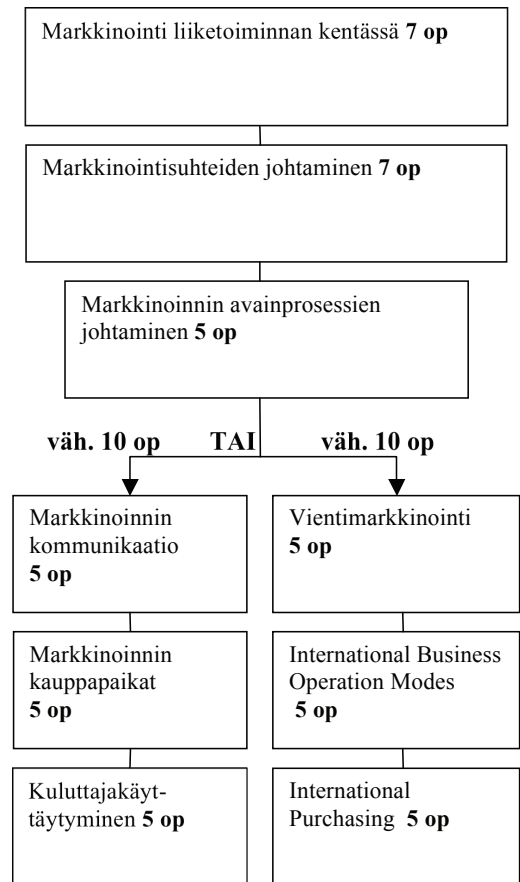 Markkinointi liiketoiminnan kentässä 7 op
Markkinointisuhteiden johtaminen 7 op
Markkinoinnin avainprosessien
johtaminen 5 op
väh. 10 op TAI väh. 10 op
Markkinoinnin
kommunikaatio
5 op
Vientimarkkinointi
5 op
Markkinoinnin
kauppapaikat
5 op
International Business
Operation Modes
5 op
Kuluttajakäyt-
täytyminen 5 op
International
Purchasing 5 op